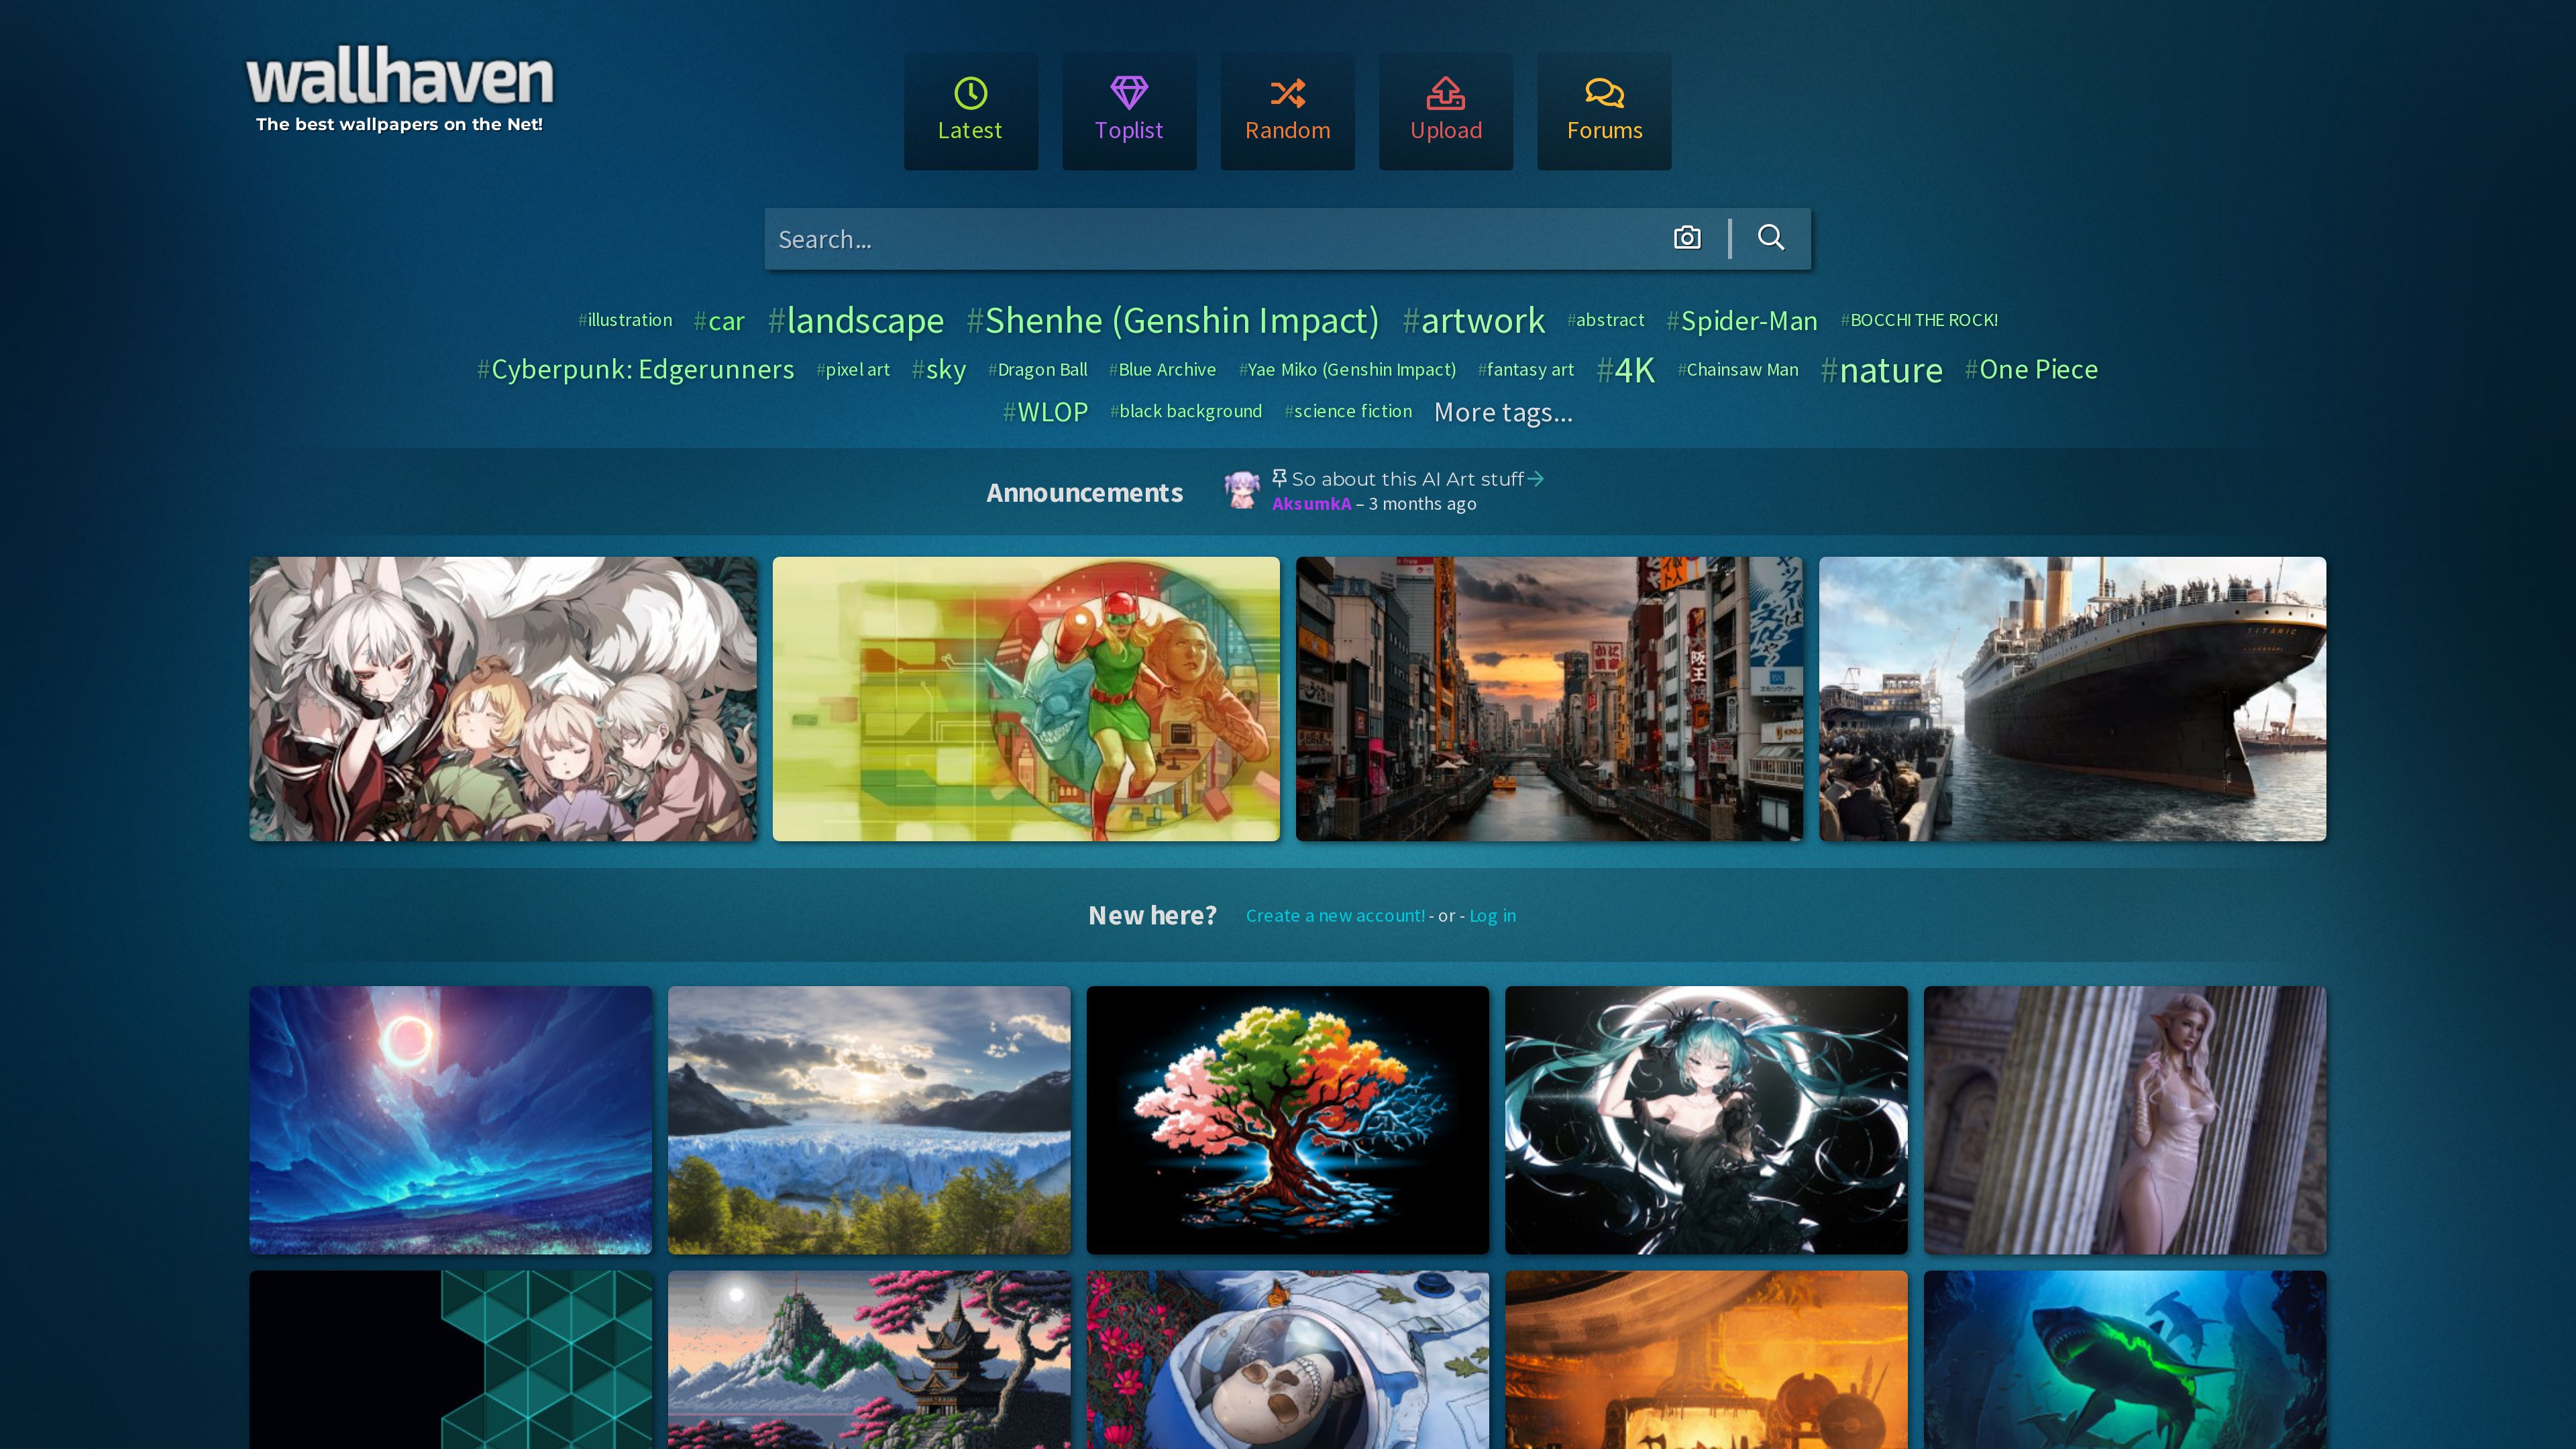 wallhaven
The best wallpapers on the Net!
Latest
Toplist
Random
Upload
Forums
Search...
#illustration #car #landscape #Shenhe (Genshin Impact) #artwork #abstract #Spider-Man #BOCCHI THE ROCK!
#Cyberpunk: Edgerunners #pixel art #sky #Dragon Ball #Blue Archive #Yae Miko (Genshin Impact) #fantasy art #4K #Chainsaw Man #nature #One Piece
#WLOP #black background #science fiction More tags...
Announcements
So about this AI Art stuff
AksumkA – 3 months ago
TITANIC
LIVERPOOL
New here? Create a new account! - or - Log in